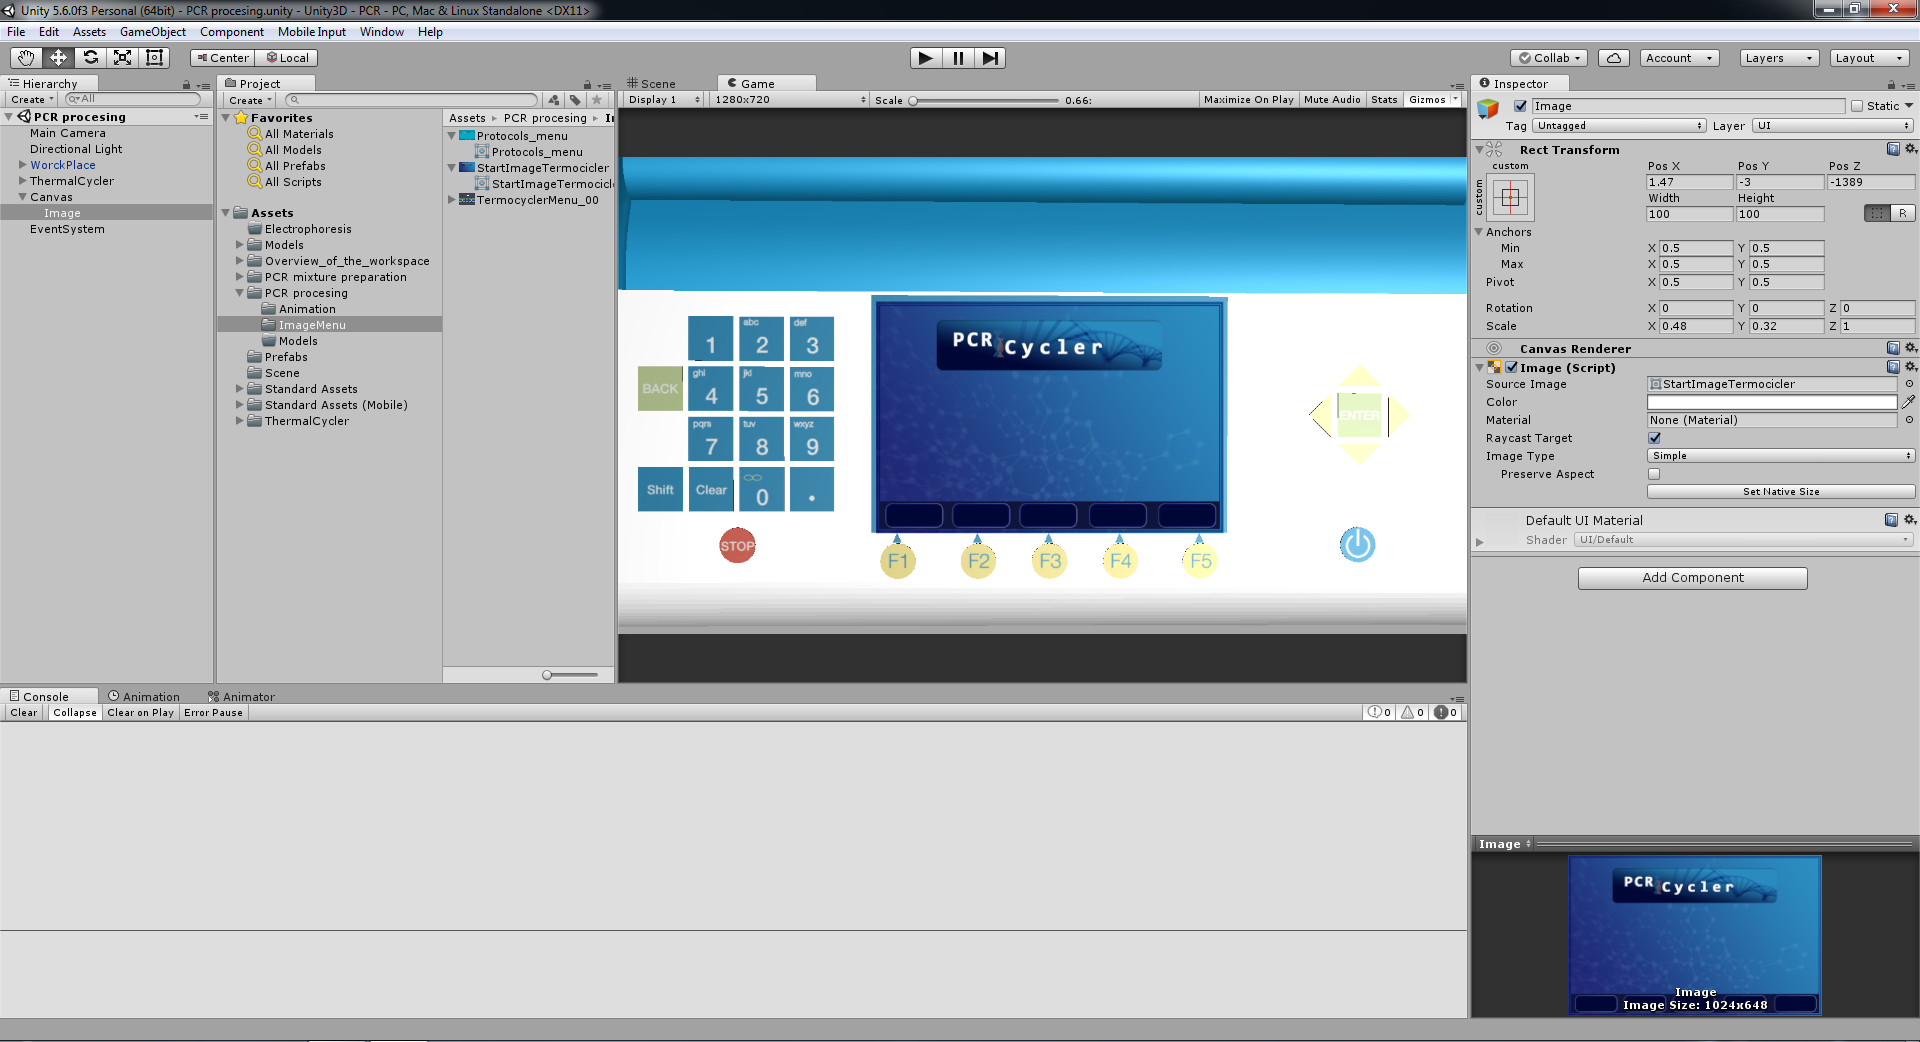 Unity 5.6.0f3 Personal (64bit) - PCR procesing.unity - Unity3D - PCR - PC, Mac & Linux Standalone <DX11>
File Edit Assets GameObject Component Mobile Input Window Help
Center Local Collab Account Layers Layout
Hierarchy
Create All
PCR procesing
Main Camera
Directional Light
WorckPlace
ThermalCycler
Canvas
Image
EventSystem
Project
Create
Favorites
All Materials
All Models
All Prefabs
All Scripts
Assets
Electrophoresis
Models
Overview_of_the_workspace
PCR mixture preparation
PCR procesing
Animation
ImageMenu
Models
Prefabs
Scene
Standard Assets
Standard Assets (Mobile)
ThermalCycler
Assets PCR procesing
Protocols_menu
Protocols_menu
StartImageTermocicler
StartImageTermocicl
TermocyclerMenu_00
Scene Game
Display 1 1280x720 Scale 0.66: Maximize On Play Mute Audio Stats Gizmos
1 abc 2 def 3
BACK ghi 4 jkl 5 mno 6
pqrs 7 tuv 8 wxyz 9
Shift Clear 0 .
STOP
PCR Cycler
F1 F2 F3 F4 F5
ENTER
Inspector
Image Static
Tag Untagged Layer UI
Rect Transform
custom Pos X Pos Y Pos Z
custom 1.47 -3 -1389
Width Height
100 100 R
Anchors
Min X 0.5 Y 0.5
Max X 0.5 Y 0.5
Pivot X 0.5 Y 0.5
Rotation X 0 Y 0 Z 0
Scale X 0.48 Y 0.32 Z 1
Canvas Renderer
Image (Script)
Source Image StartImageTermocicler
Color
Material None (Material)
Raycast Target
Image Type Simple
Preserve Aspect
Set Native Size
Default UI Material
Shader UI/Default
Add Component
Image
PCR Cycler
Image
Image Size: 1024x648
Console Animation Animator
Clear Collapse Clear on Play Error Pause 0 0 0